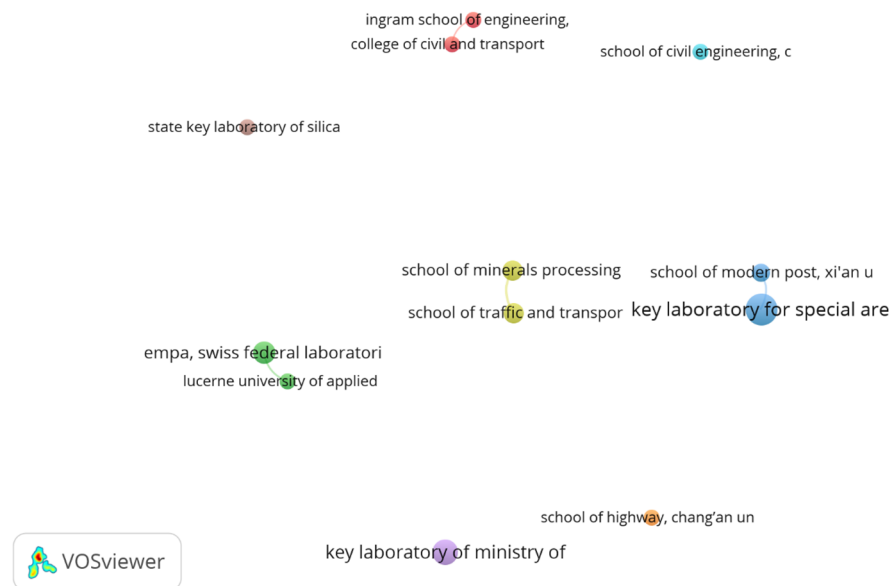 ingram school of engineering,
college of civil and transport
school of civil engineering, c
state key laboratory of silica
school of minerals processing
school of modern post, xi'an u
school of traffic and transpor
key laboratory for special are
empa, swiss federal laboratori
lucerne university of applied
school of highway, chang’an un
key laboratory of ministry of
VOSviewer